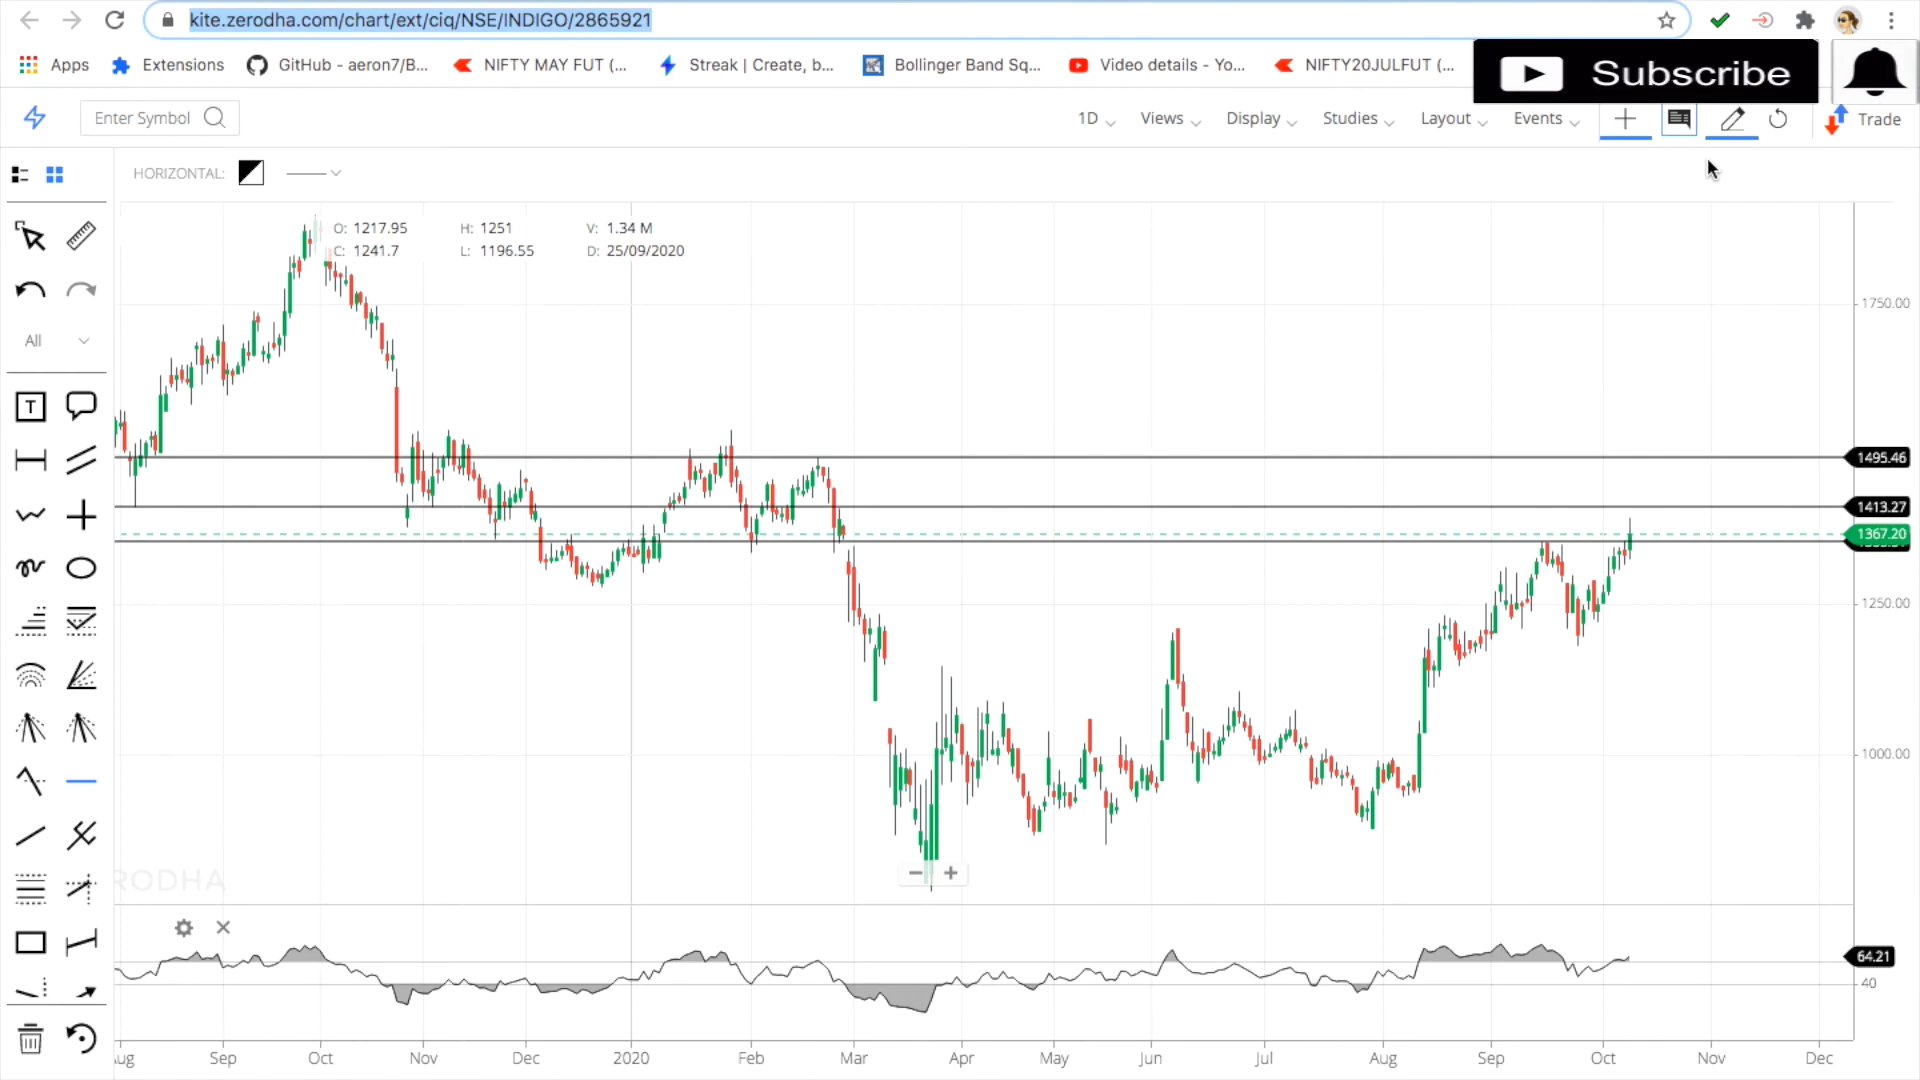 kite.zerodha.com/chart/ext/ciq/NSE/INDIGO/2865921
Apps
Extensions
GitHub - aeron7/B...
NIFTY MAY FUT (...
Streak | Create, b...
Bollinger Band Sq...
Video details - Yo...
NIFTY20JULFUT (...
Subscribe
Enter Symbol
1D
Views
Display
Studies
Layout
Events
Trade
HORIZONTAL:
O: 1217.95 H: 1251 V: 1.34 M
C: 1241.7 L: 1196.55 D: 25/09/2020
All
T
1750.00
1495.46
1413.27
1367.20
1250.00
1000.00
RODHA
64.21
40
Aug Sep Oct Nov Dec 2020 Feb Mar Apr May Jun Jul Aug Sep Oct Nov Dec